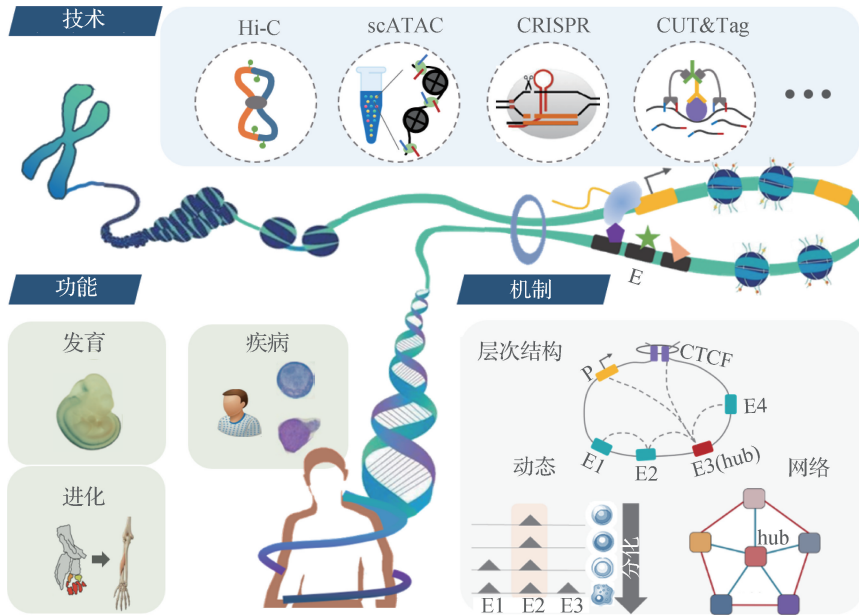 技术
Hi-C
scATAC
CRISPR
CUT&Tag
E
功能
机制
发育
疾病
进化
层次结构
P
CTCF
E4
E1
E2
E3(hub)
动态
网络
分化
hub
E1
E2
E3